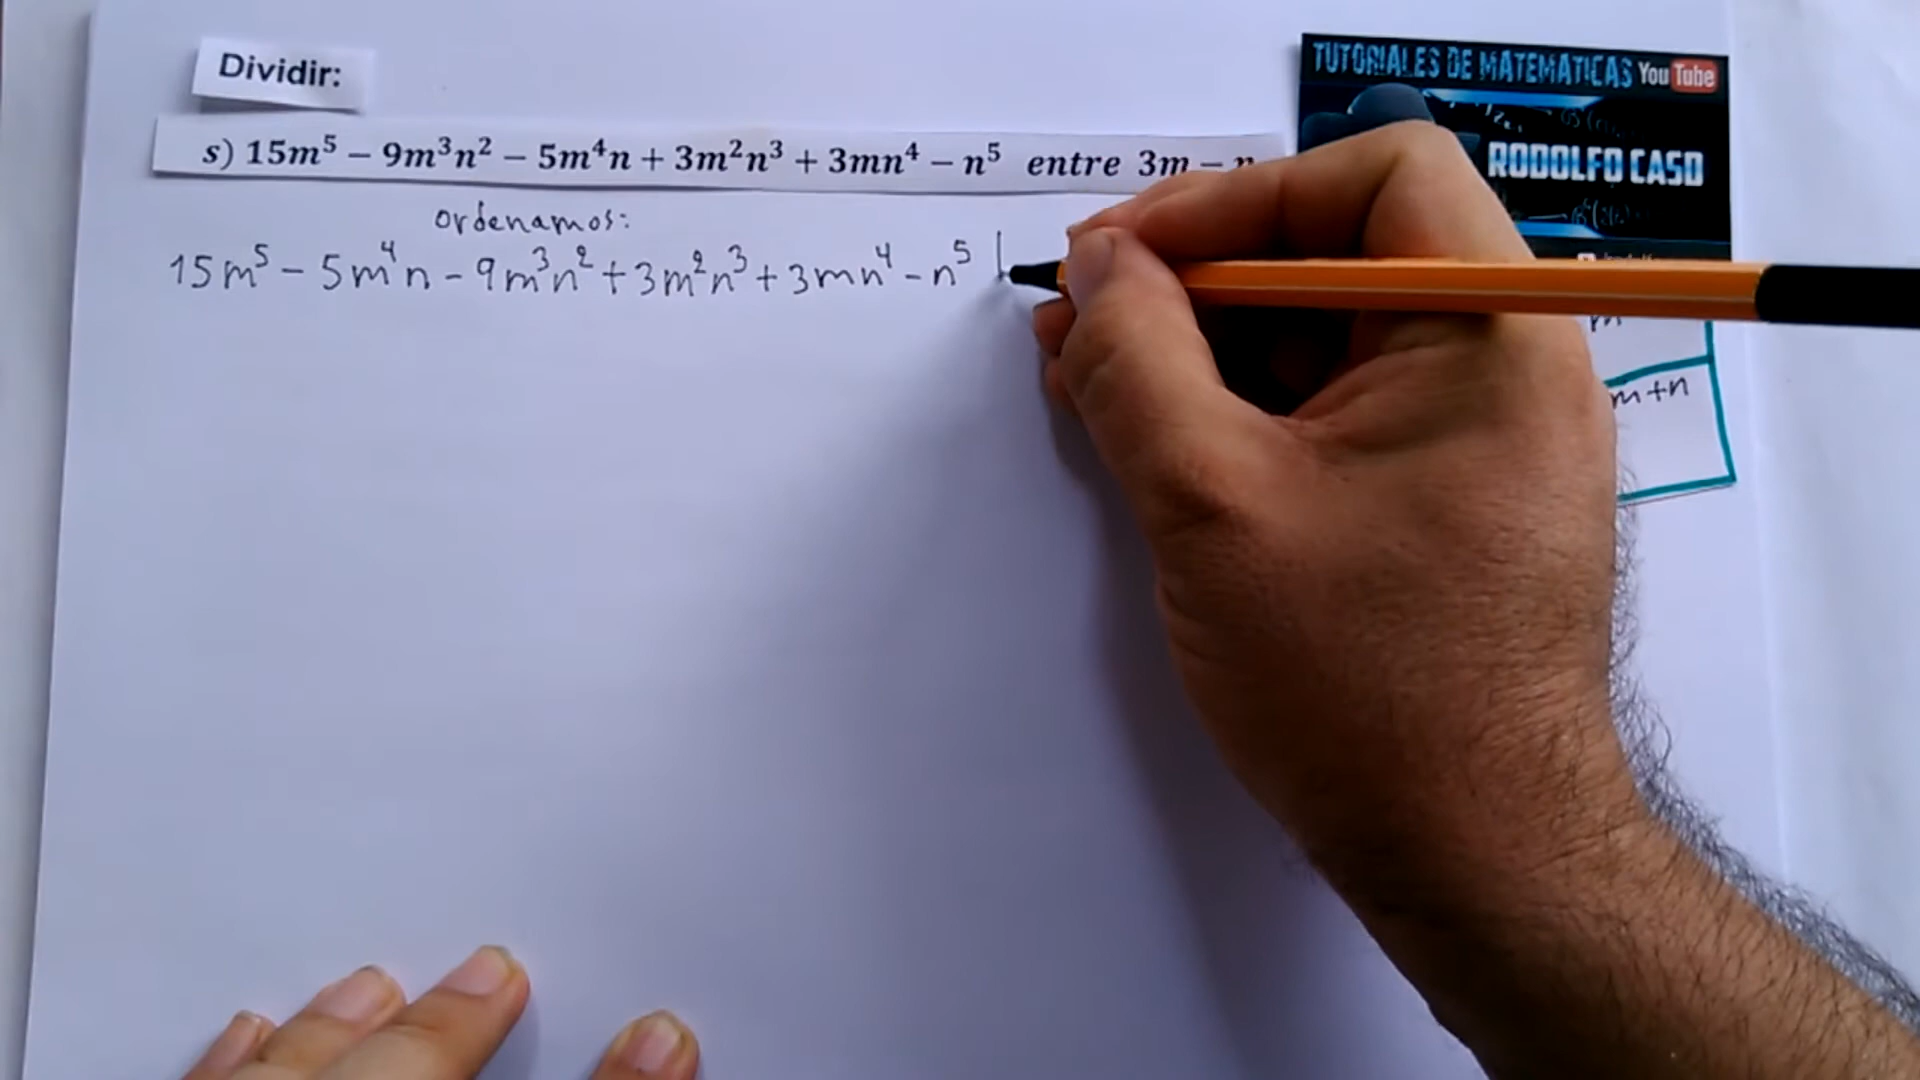 Dividir:
s) 15m⁵ − 9m³n² − 5m⁴n + 3m²n³ + 3mn⁴ − n⁵ entre 3m − n
ordenamos:
15m⁵ − 5m⁴n − 9m³n² + 3m²n³ + 3mn⁴ − n⁵
TUTORIALES DE MATEMATICAS YouTube
RODOLFO CASO
m
m+n